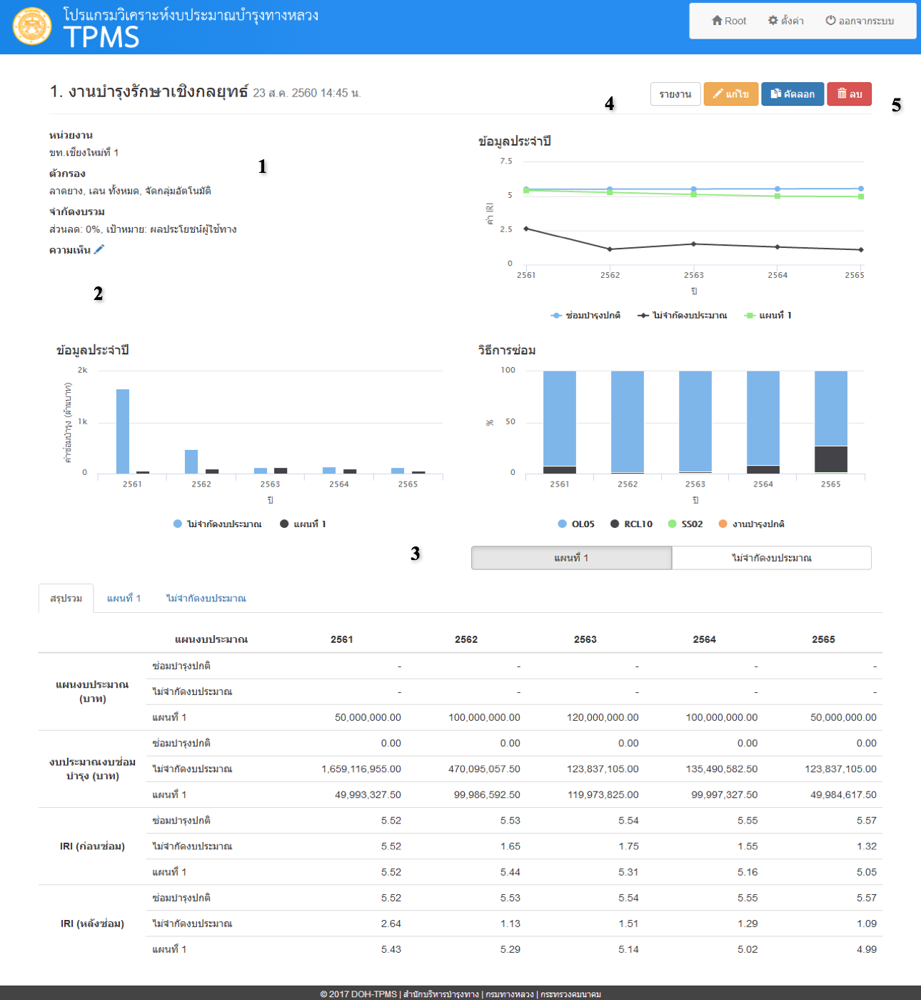 โปรแกรมวิเคราะห์งบประมาณบำรุงทางหลวง
TPMS
Root ตั้งค่า ออกจากระบบ
1. งานบำรุงรักษาเชิงกลยุทธ์ 23 ส.ค. 2560 14:45 น.
รายงาน แก้ไข คัดลอก ลบ
4 5
หน่วยงาน
ขท.เชียงใหม่ที่ 1
1
ตัวกรอง
ลาดยาง, เลน ทั้งหมด, จัดกลุ่มอัตโนมัติ
จำกัดงบรวม
ส่วนลด: 0%, เป้าหมาย: ผลประโยชน์ผู้ใช้ทาง
ความเห็น
2
ข้อมูลประจำปี
7.5
5
2.5
0
ค่า IRI
2561 2562 2563 2564 2565
ปี
ซ่อมบำรุงปกติ ไม่จำกัดงบประมาณ แผนที่ 1
ข้อมูลประจำปี
2k
1k
0
ค่าซ่อมบำรุง (ล้านบาท)
2561 2562 2563 2564 2565
ปี
ไม่จำกัดงบประมาณ แผนที่ 1
วิธีการซ่อม
100
50
0
%
2561 2562 2563 2564 2565
ปี
OL05 RCL10 SS02 งานบำรุงปกติ
3
แผนที่ 1 ไม่จำกัดงบประมาณ
สรุปรวม แผนที่ 1 ไม่จำกัดงบประมาณ
แผนงบประมาณ 2561 2562 2563 2564 2565
แผนงบประมาณ (บาท)
ซ่อมบำรุงปกติ - - - - -
ไม่จำกัดงบประมาณ - - - - -
แผนที่ 1 50,000,000.00 100,000,000.00 120,000,000.00 100,000,000.00 50,000,000.00
งบประมาณงบซ่อมบำรุง (บาท)
ซ่อมบำรุงปกติ 0.00 0.00 0.00 0.00 0.00
ไม่จำกัดงบประมาณ 1,659,116,955.00 470,095,057.50 123,837,105.00 135,490,582.50 123,837,105.00
แผนที่ 1 49,993,327.50 99,986,592.50 119,973,825.00 99,997,327.50 49,984,617.50
IRI (ก่อนซ่อม)
ซ่อมบำรุงปกติ 5.52 5.53 5.54 5.55 5.57
ไม่จำกัดงบประมาณ 5.52 1.65 1.75 1.55 1.32
แผนที่ 1 5.52 5.44 5.31 5.16 5.05
IRI (หลังซ่อม)
ซ่อมบำรุงปกติ 5.52 5.53 5.54 5.55 5.57
ไม่จำกัดงบประมาณ 2.64 1.13 1.51 1.29 1.09
แผนที่ 1 5.43 5.29 5.14 5.02 4.99
© 2017 DOH-TPMS | สำนักบริหารบำรุงทาง | กรมทางหลวง | กระทรวงคมนาคม